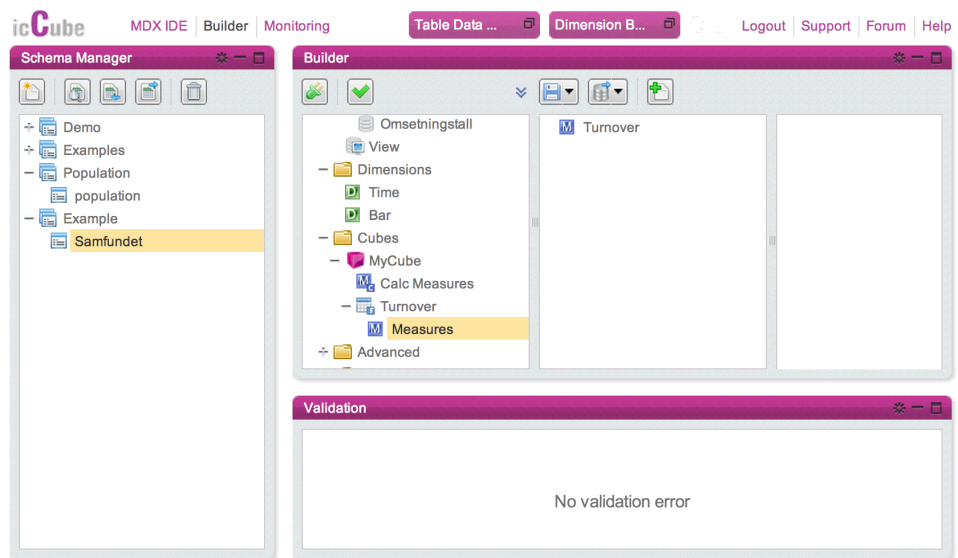 icCube MDX IDE Builder Monitoring Table Data ... Dimension B... Logout Support Forum Help
Schema Manager
Demo
Examples
Population
population
Example
Samfundet
Builder
Omsetningstall
View
Dimensions
Time
Bar
Cubes
MyCube
Calc Measures
Turnover
Measures
Advanced
Turnover
Validation
No validation error